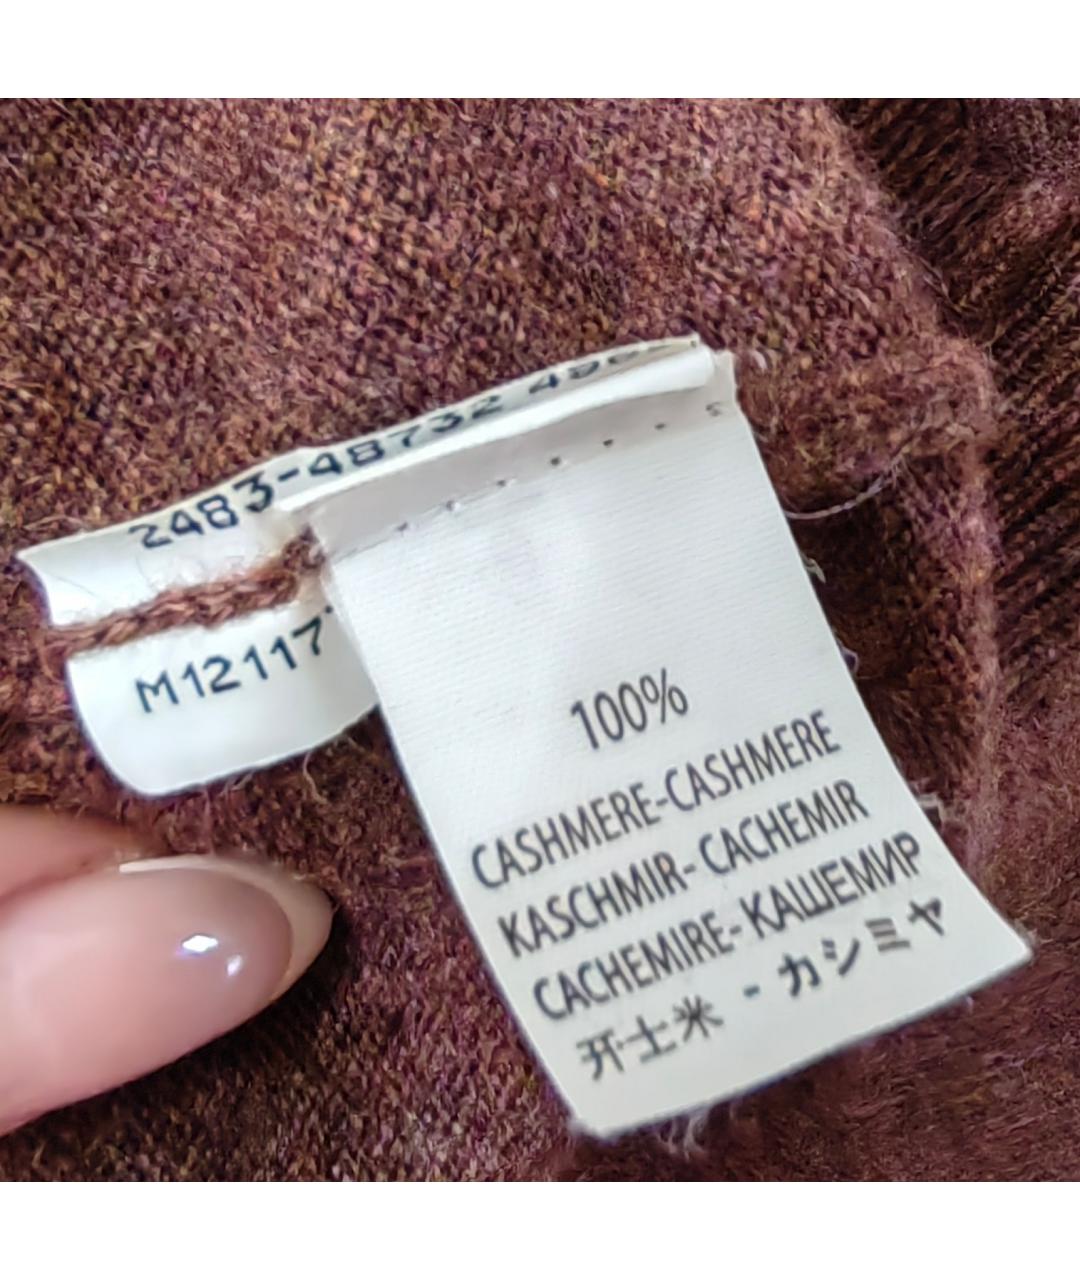 2483-48732
M12117
100%
CASHMERE-CASHMERE
KASCHMIR- CACHEMIR
CACHEMIRE- КАШЕМИР
开士米 - カシミヤ